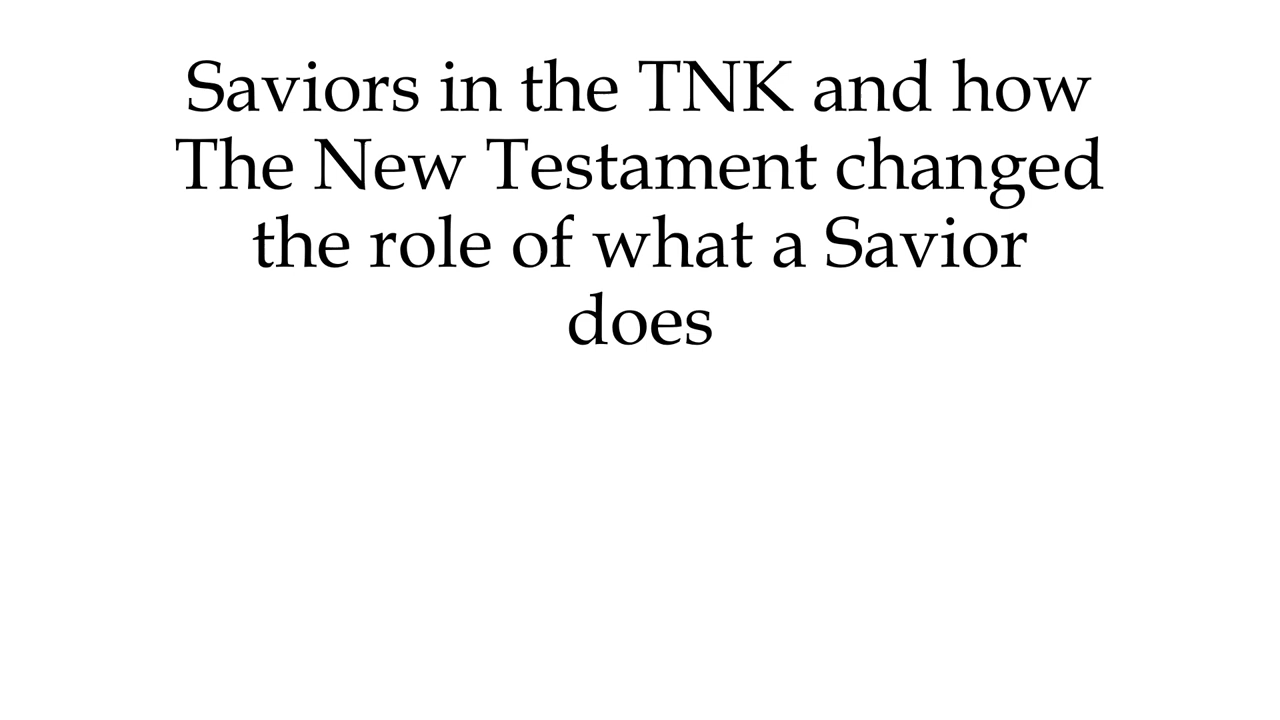 Saviors in the TNK and how
The New Testament changed
the role of what a Savior
does